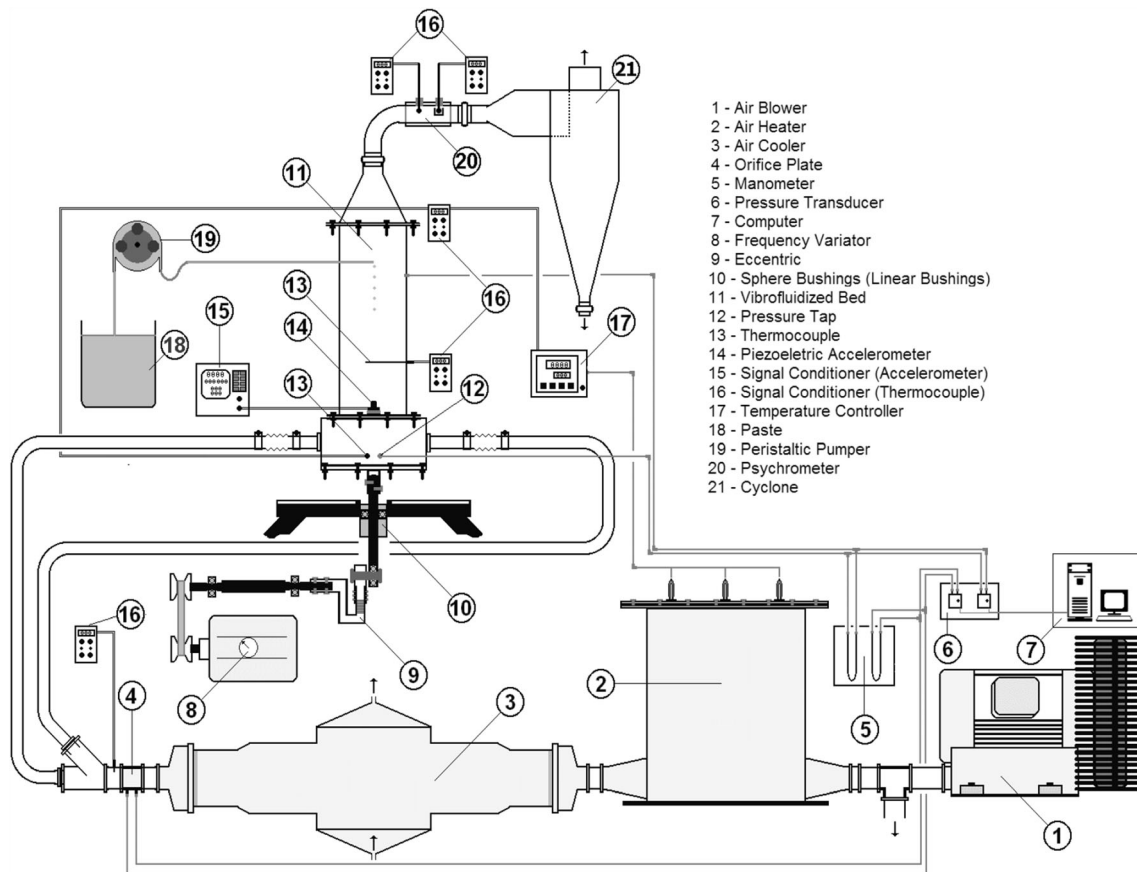 16
21
20
11
19
13
16
15
14
17
18
13
12
10
16
9
8
4
3
2
6
7
5
1
1 - Air Blower
2 - Air Heater
3 - Air Cooler
4 - Orifice Plate
5 - Manometer
6 - Pressure Transducer
7 - Computer
8 - Frequency Variator
9 - Eccentric
10 - Sphere Bushings (Linear Bushings)
11 - Vibrofluidized Bed
12 - Pressure Tap
13 - Thermocouple
14 - Piezoeletric Accelerometer
15 - Signal Conditioner (Accelerometer)
16 - Signal Conditioner (Thermocouple)
17 - Temperature Controller
18 - Paste
19 - Peristaltic Pumper
20 - Psychrometer
21 - Cyclone